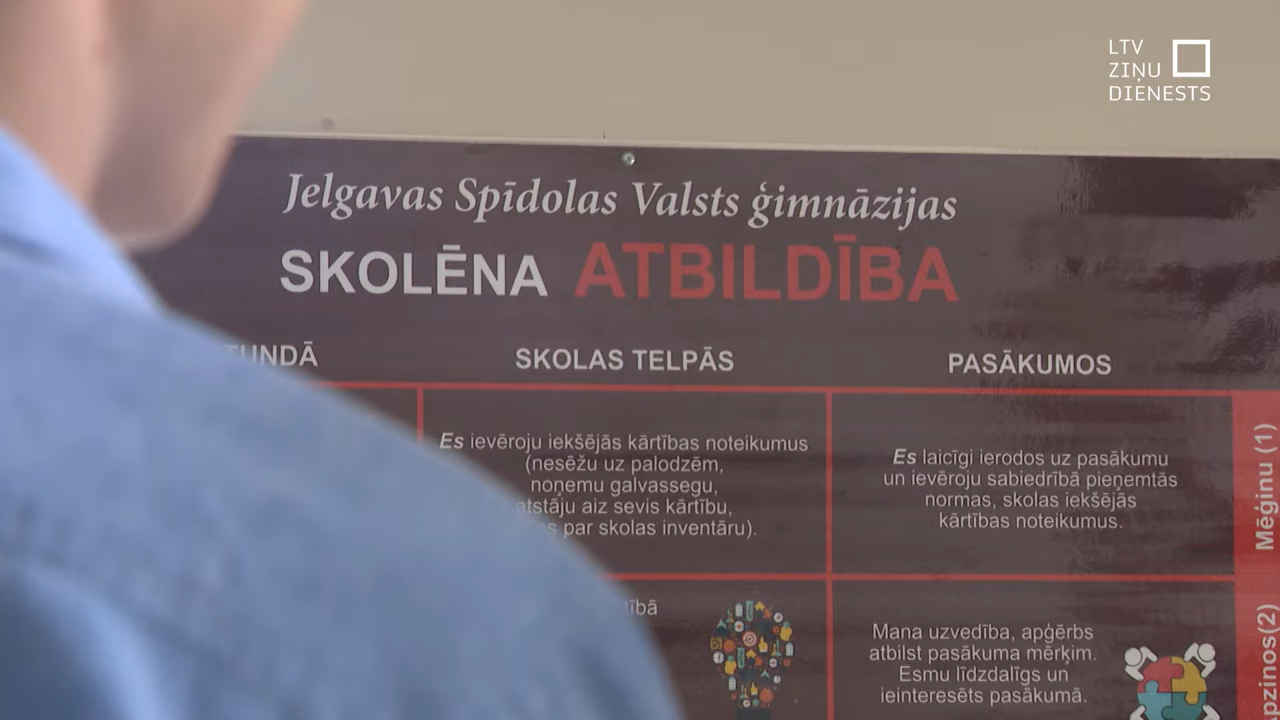 LTV
ZIŅU
DIENESTS
Jelgavas Spīdolas Valsts ģimnāzijas
SKOLĒNA ATBILDĪBA
SKOLAS TELPĀS
PASĀKUMOS
Es ievēroju iekšējās kārtības noteikumus
(nesēžu uz palodzēm,
noņemu galvassegu,
atstāju aiz sevis kārtību,
par skolas inventāru).
Es laicīgi ierodos uz pasākumu
un ievēroju sabiedrībā pieņemtās
normas, skolas iekšējās
kārtības noteikumus.
Mēģinu (1)
Mana uzvedība, apģērbs
atbilst pasākuma mērķim.
Esmu līdzdalīgs un
ieinteresēts pasākumā.